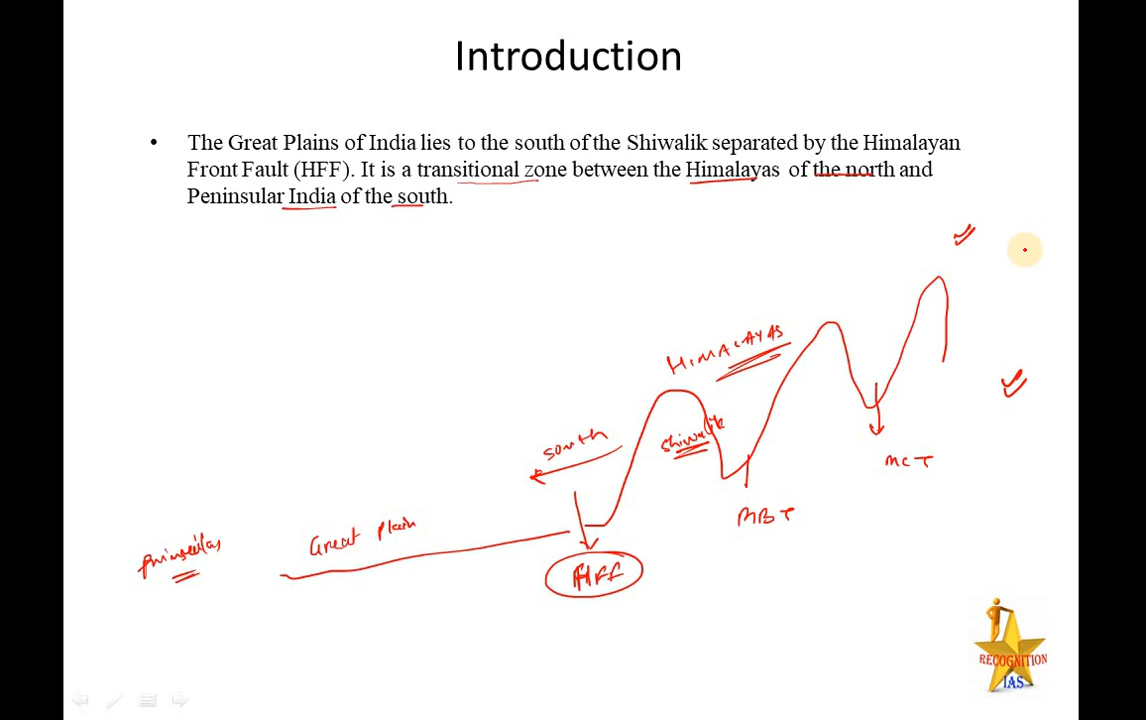 Introduction
• The Great Plains of India lies to the south of the Shiwalik separated by the Himalayan
Front Fault (HFF). It is a transitional zone between the Himalayas of the north and
Peninsular India of the south.
HIMALAYAS
Shiwalik
south
MCT
MBT
Great Plain
HFF
RECOGNITION
IAS